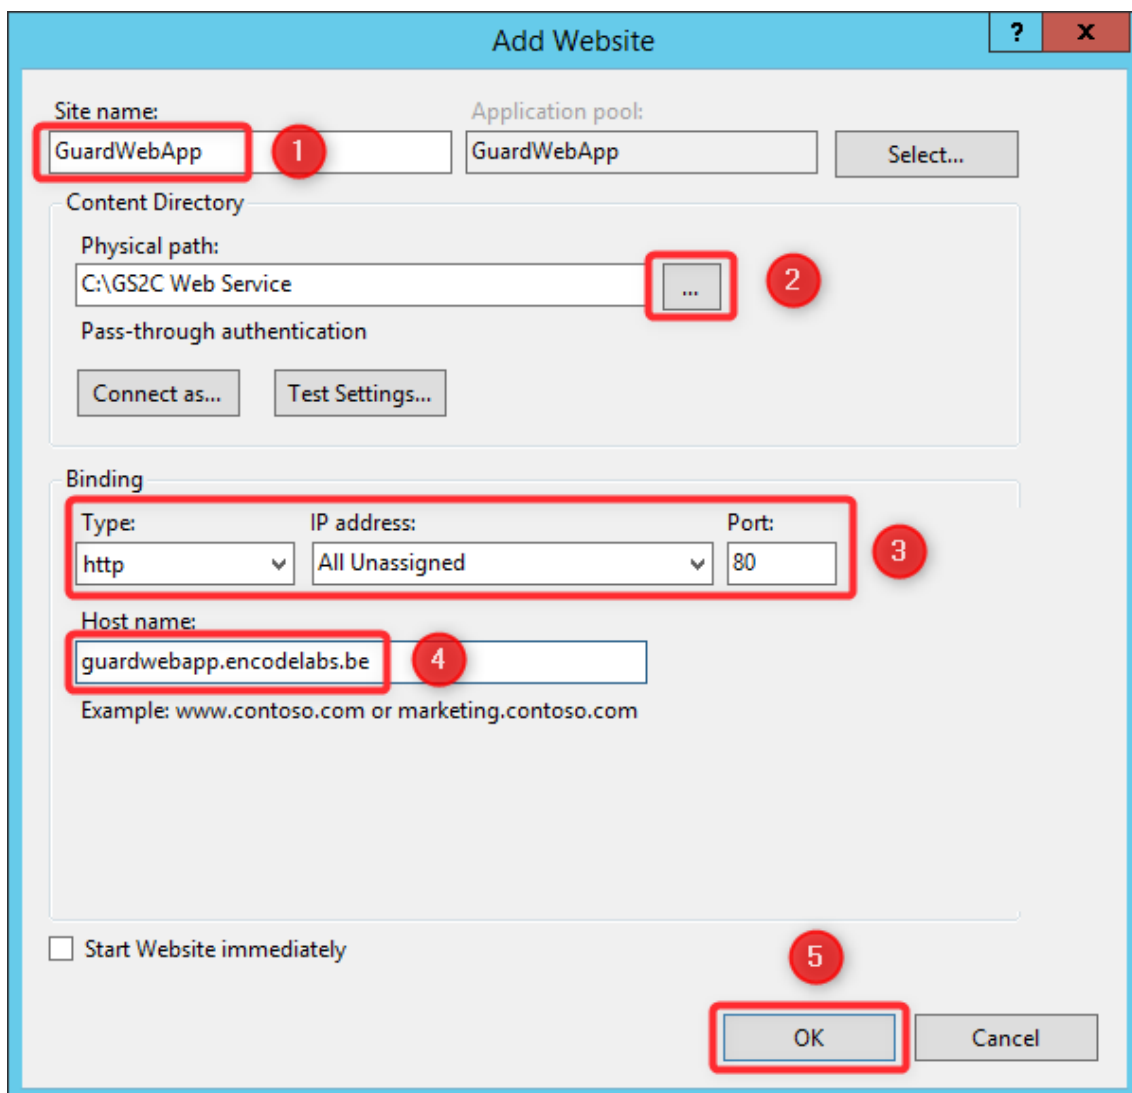 Add Website
?
x
Site name:
Application pool:
GuardWebApp
1
GuardWebApp
Select...
Content Directory
Physical path:
C:\GS2C Web Service
...
2
Pass-through authentication
Connect as...
Test Settings...
Binding
Type:
IP address:
Port:
http
All Unassigned
80
3
Host name:
guardwebapp.encodelabs.be
4
Example: www.contoso.com or marketing.contoso.com
Start Website immediately
5
OK
Cancel